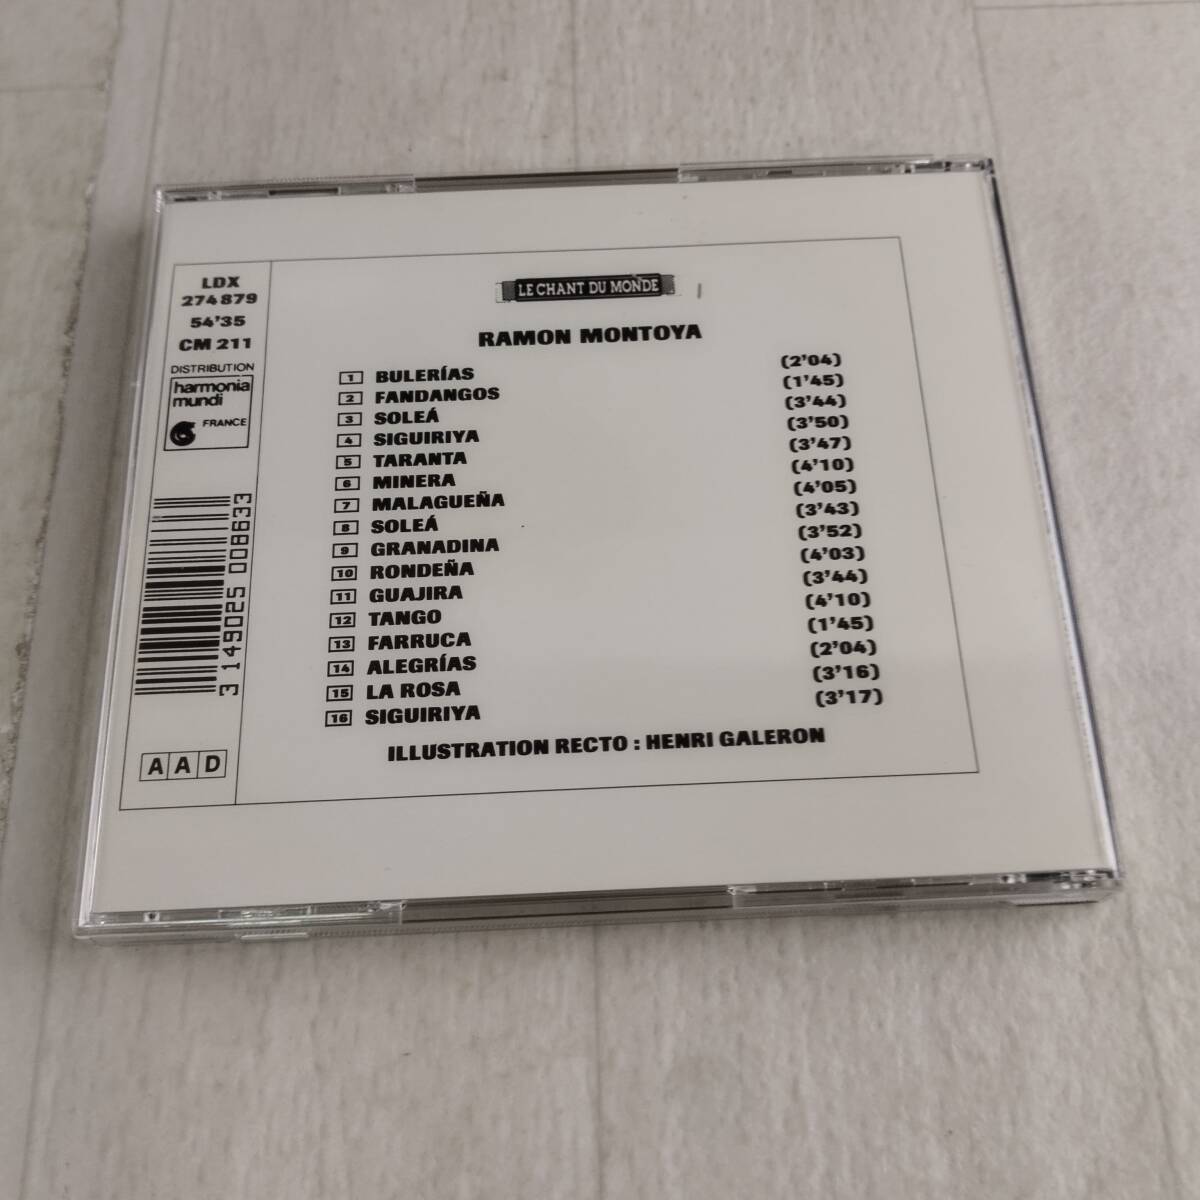 LDX
274879
54'35
CM 211
DISTRIBUTION
harmonia
mundi
FRANCE
3 149025 008633
A A D
LE CHANT DU MONDE
RAMON MONTOYA
1 BULERÍAS (2'04)
2 FANDANGOS (1'45)
3 SOLEÁ (3'44)
4 SIGUIRIYA (3'50)
5 TARANTA (3'47)
6 MINERA (4'10)
7 MALAGUEÑA (4'05)
8 SOLEÁ (3'43)
9 GRANADINA (3'52)
10 RONDEÑA (4'03)
11 GUAJIRA (3'44)
12 TANGO (4'10)
13 FARRUCA (1'45)
14 ALEGRÍAS (2'04)
15 LA ROSA (3'16)
16 SIGUIRIYA (3'17)
ILLUSTRATION RECTO : HENRI GALERON